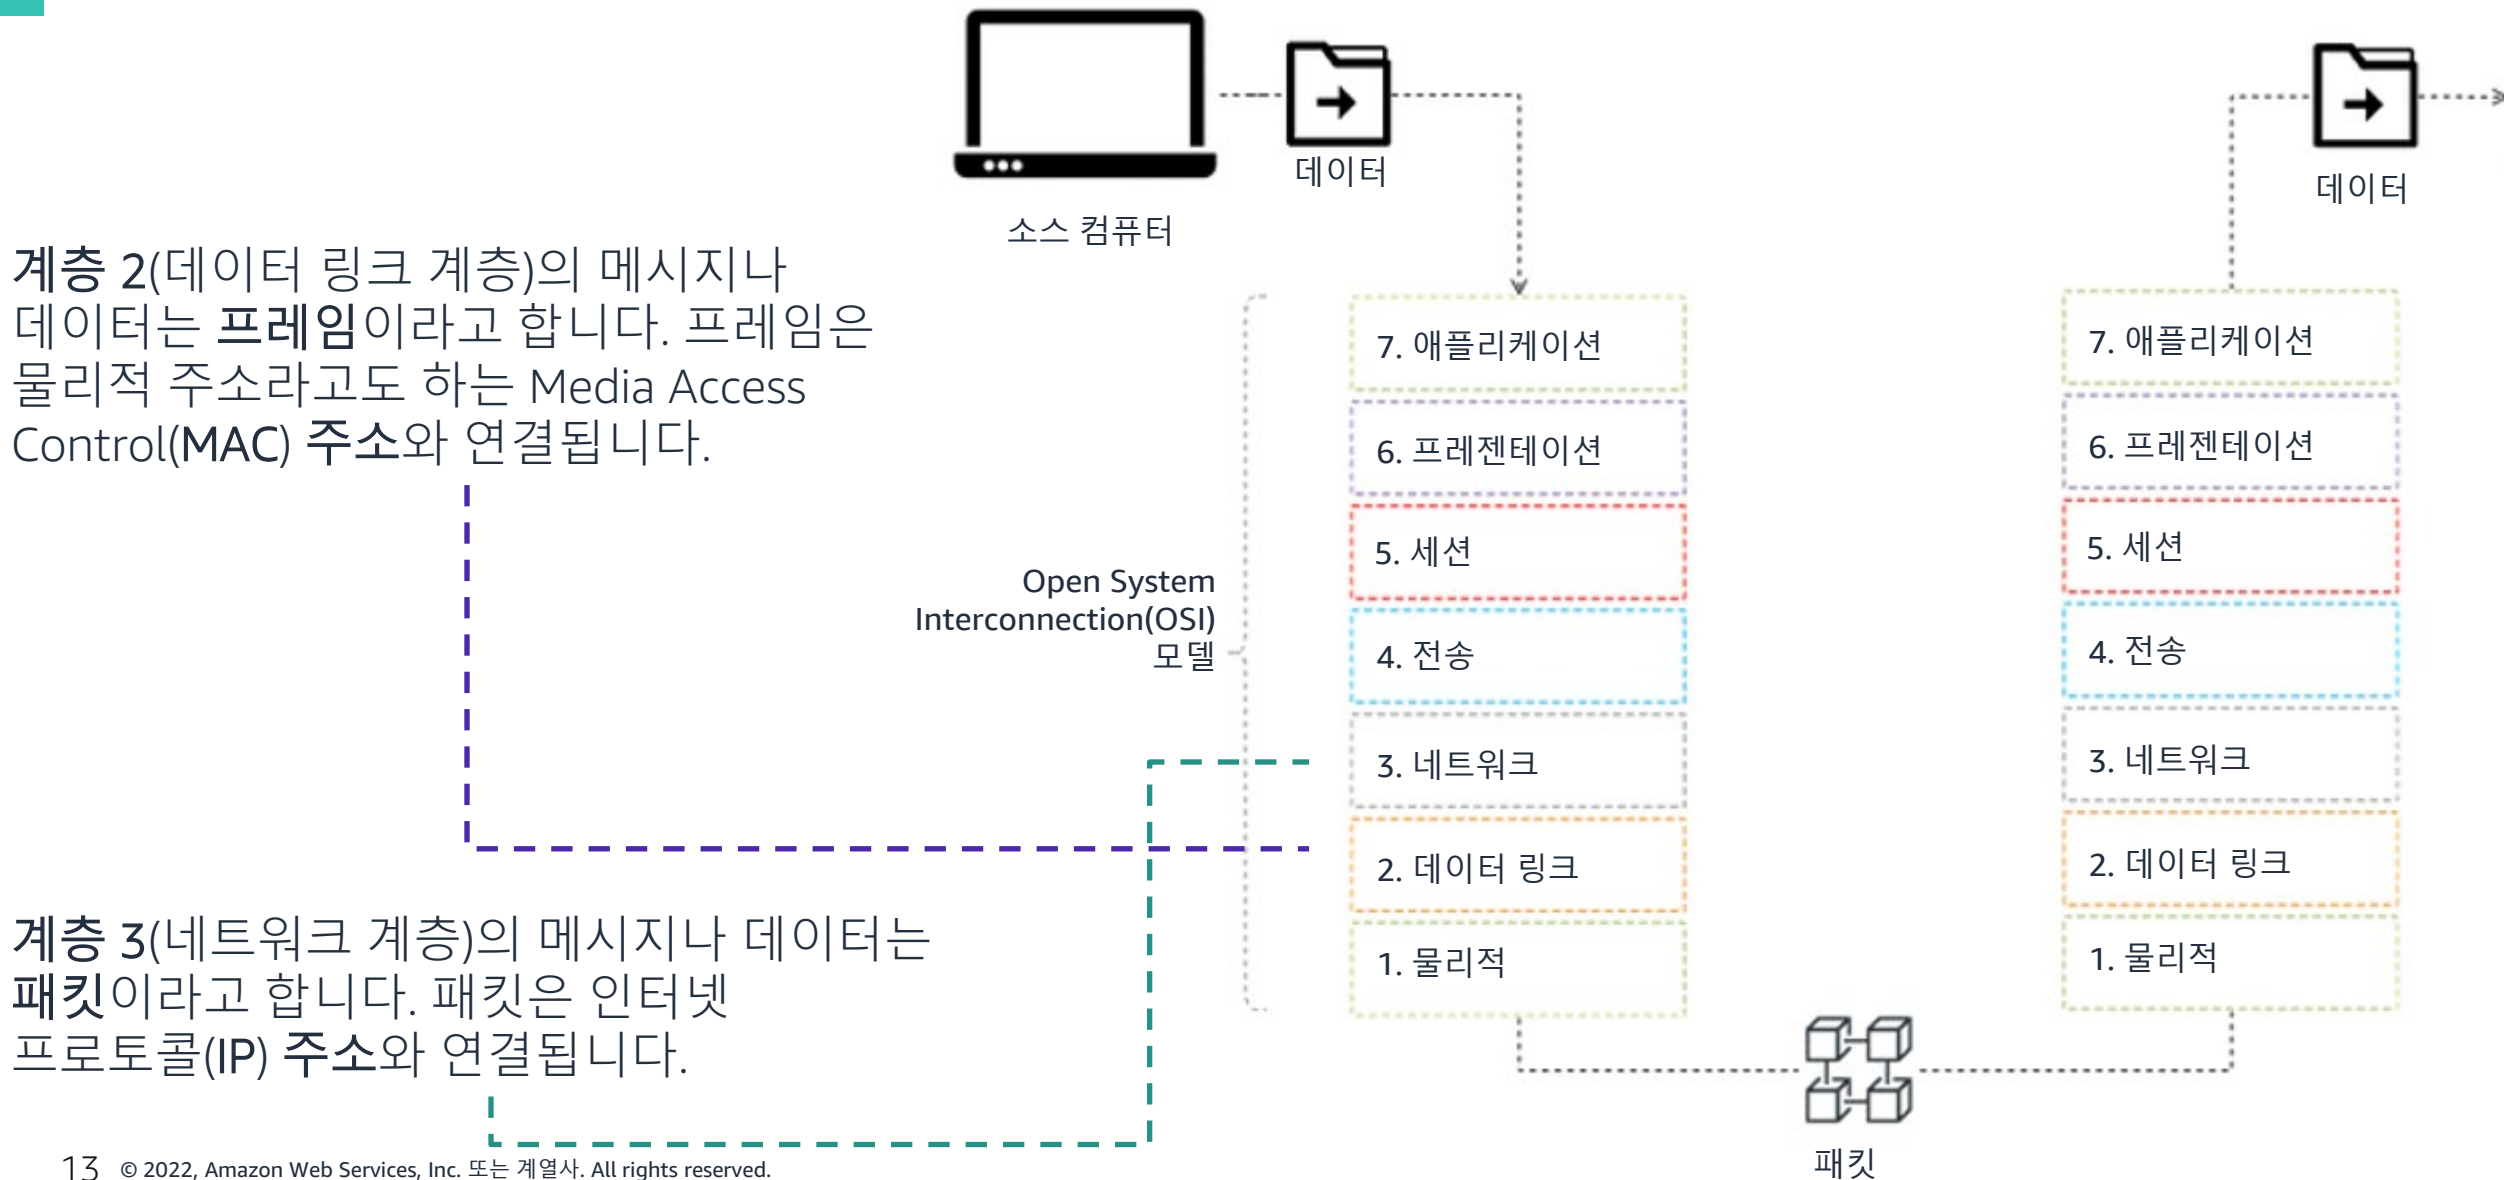 데이터
데이터
소스 컴퓨터
계층 2(데이터 링크 계층)의 메시지나
데이터는 프레임이라고 합니다. 프레임은
물리적 주소라고도 하는 Media Access
Control(MAC) 주소와 연결됩니다.
Open System
Interconnection(OSI)
모델
7. 애플리케이션
6. 프레젠테이션
5. 세션
4. 전송
3. 네트워크
2. 데이터 링크
1. 물리적
7. 애플리케이션
6. 프레젠테이션
5. 세션
4. 전송
3. 네트워크
2. 데이터 링크
1. 물리적
계층 3(네트워크 계층)의 메시지나 데이터는
패킷이라고 합니다. 패킷은 인터넷
프로토콜(IP) 주소와 연결됩니다.
패킷
13 © 2022, Amazon Web Services, Inc. 또는 계열사. All rights reserved.